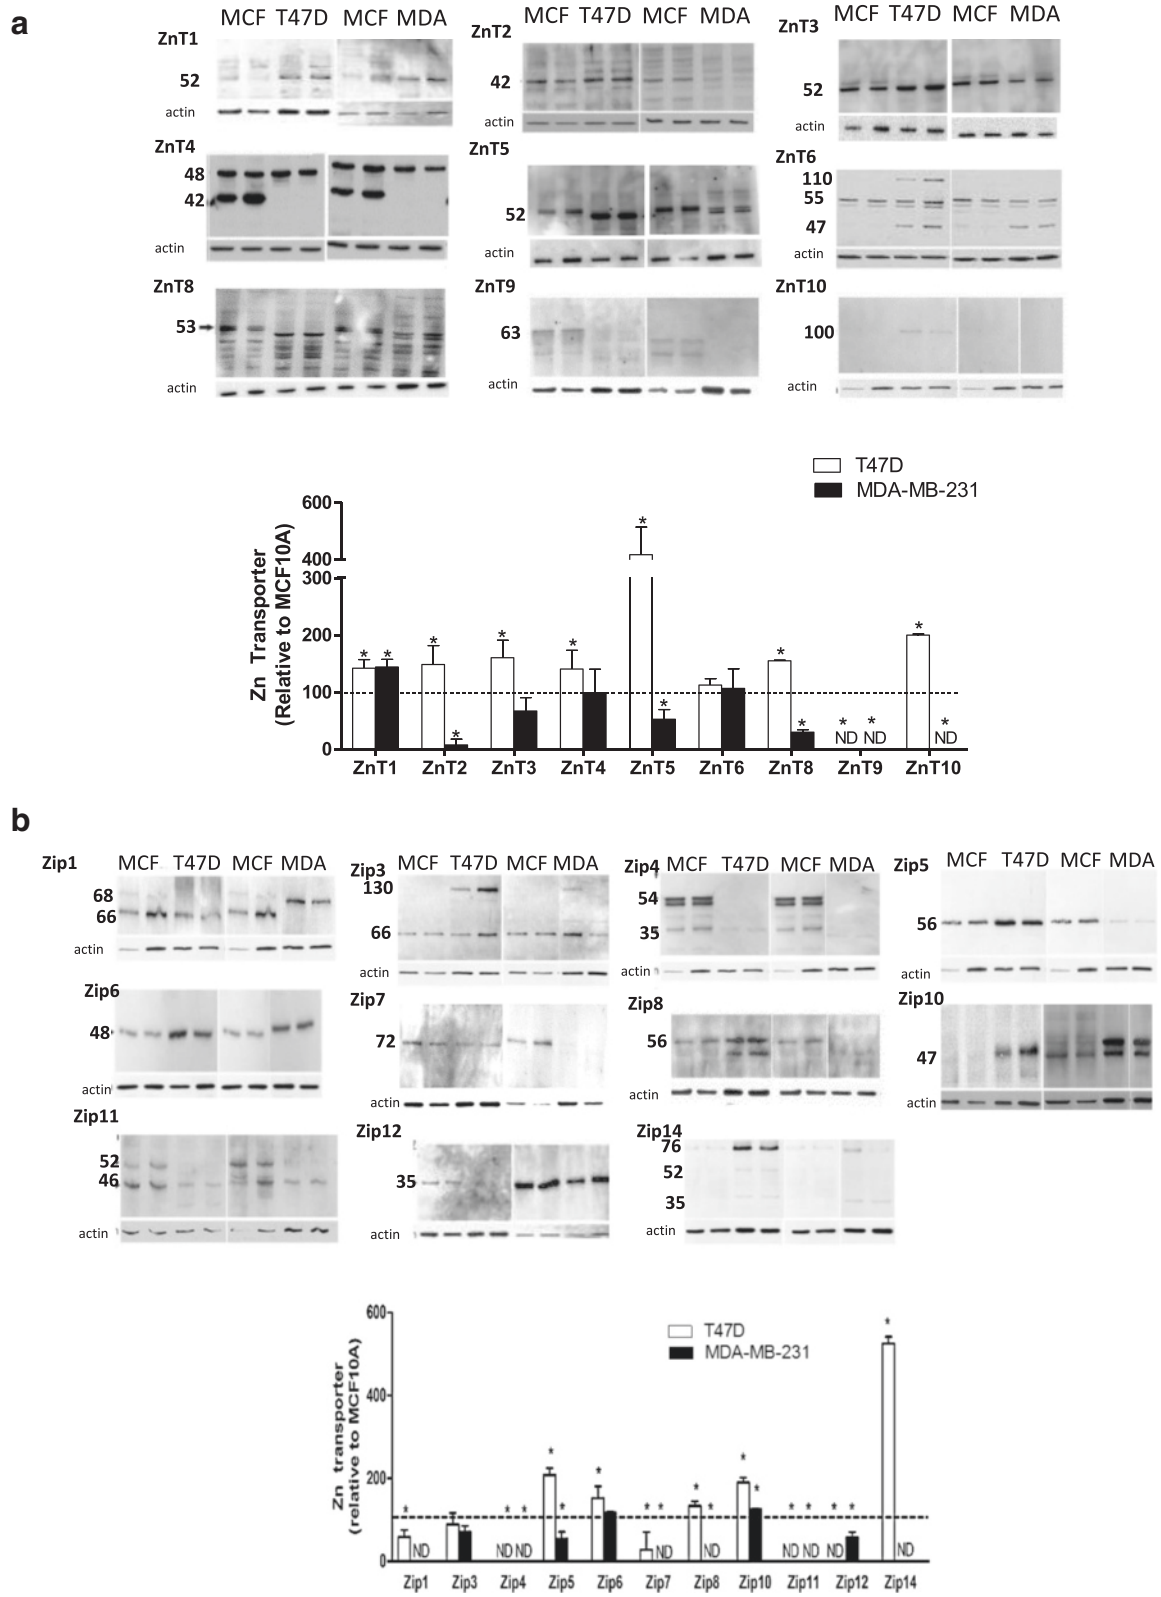 a
MCF T47D MCF MDA
ZnT1
52
actin
MCF T47D MCF MDA
ZnT2
42
actin
MCF T47D MCF MDA
ZnT3
52
actin
ZnT4
48
42
actin
ZnT5
52
actin
ZnT6
110
55
47
actin
ZnT8
53
actin
ZnT9
63
actin
ZnT10
100
actin
T47D
MDA-MB-231
Zn Transporter
(Relative to MCF10A)
600
400
300
200
100
0
* * * * * * * * * * * * * *
ND ND ND
ZnT1 ZnT2 ZnT3 ZnT4 ZnT5 ZnT6 ZnT8 ZnT9 ZnT10
b
Zip1
MCF T47D MCF MDA
68
66
actin
Zip3
MCF T47D MCF MDA
130
66
actin
Zip4
MCF T47D MCF MDA
54
35
actin
Zip5
MCF T47D MCF MDA
56
actin
Zip6
48
actin
Zip7
72
actin
Zip8
56
actin
Zip10
47
actin
Zip11
52
46
actin
Zip12
35
actin
Zip14
76
52
35
actin
T47D
MDA-MB-231
Zn transporter
(relative to MCF10A)
600
400
200
0
* * * * * * * * * * * * * * * * *
ND ND ND ND ND ND ND ND ND
Zip1 Zip3 Zip4 Zip5 Zip6 Zip7 Zip8 Zip10 Zip11 Zip12 Zip14